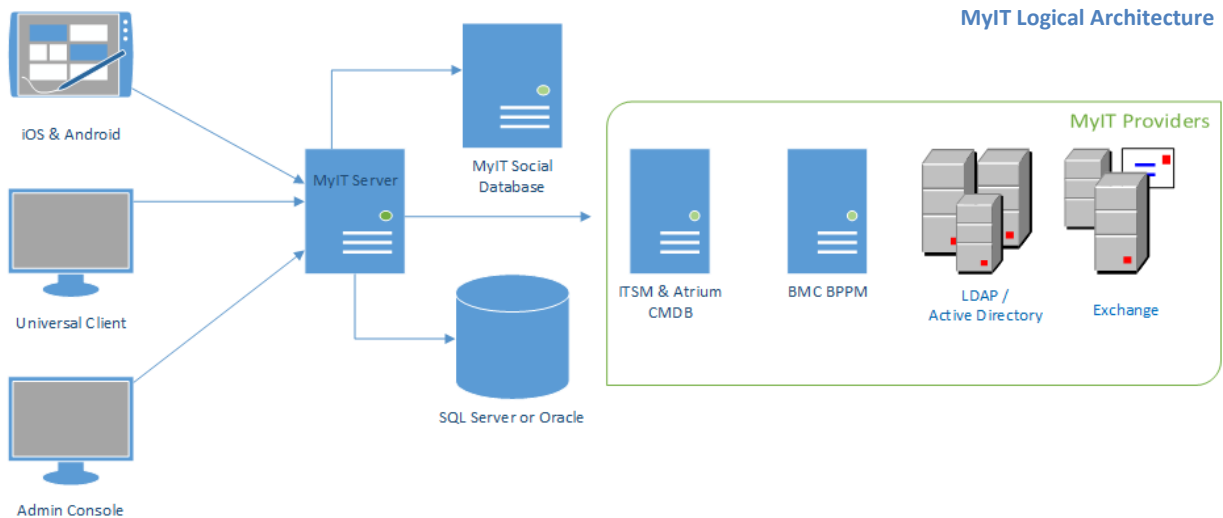 MyIT Logical Architecture
iOS & Android
MyIT Server
MyIT Social
Database
MyIT Providers
Universal Client
ITSM & Atrium
CMDB
BMC BPPM
LDAP /
Active Directory
Exchange
SQL Server or Oracle
Admin Console